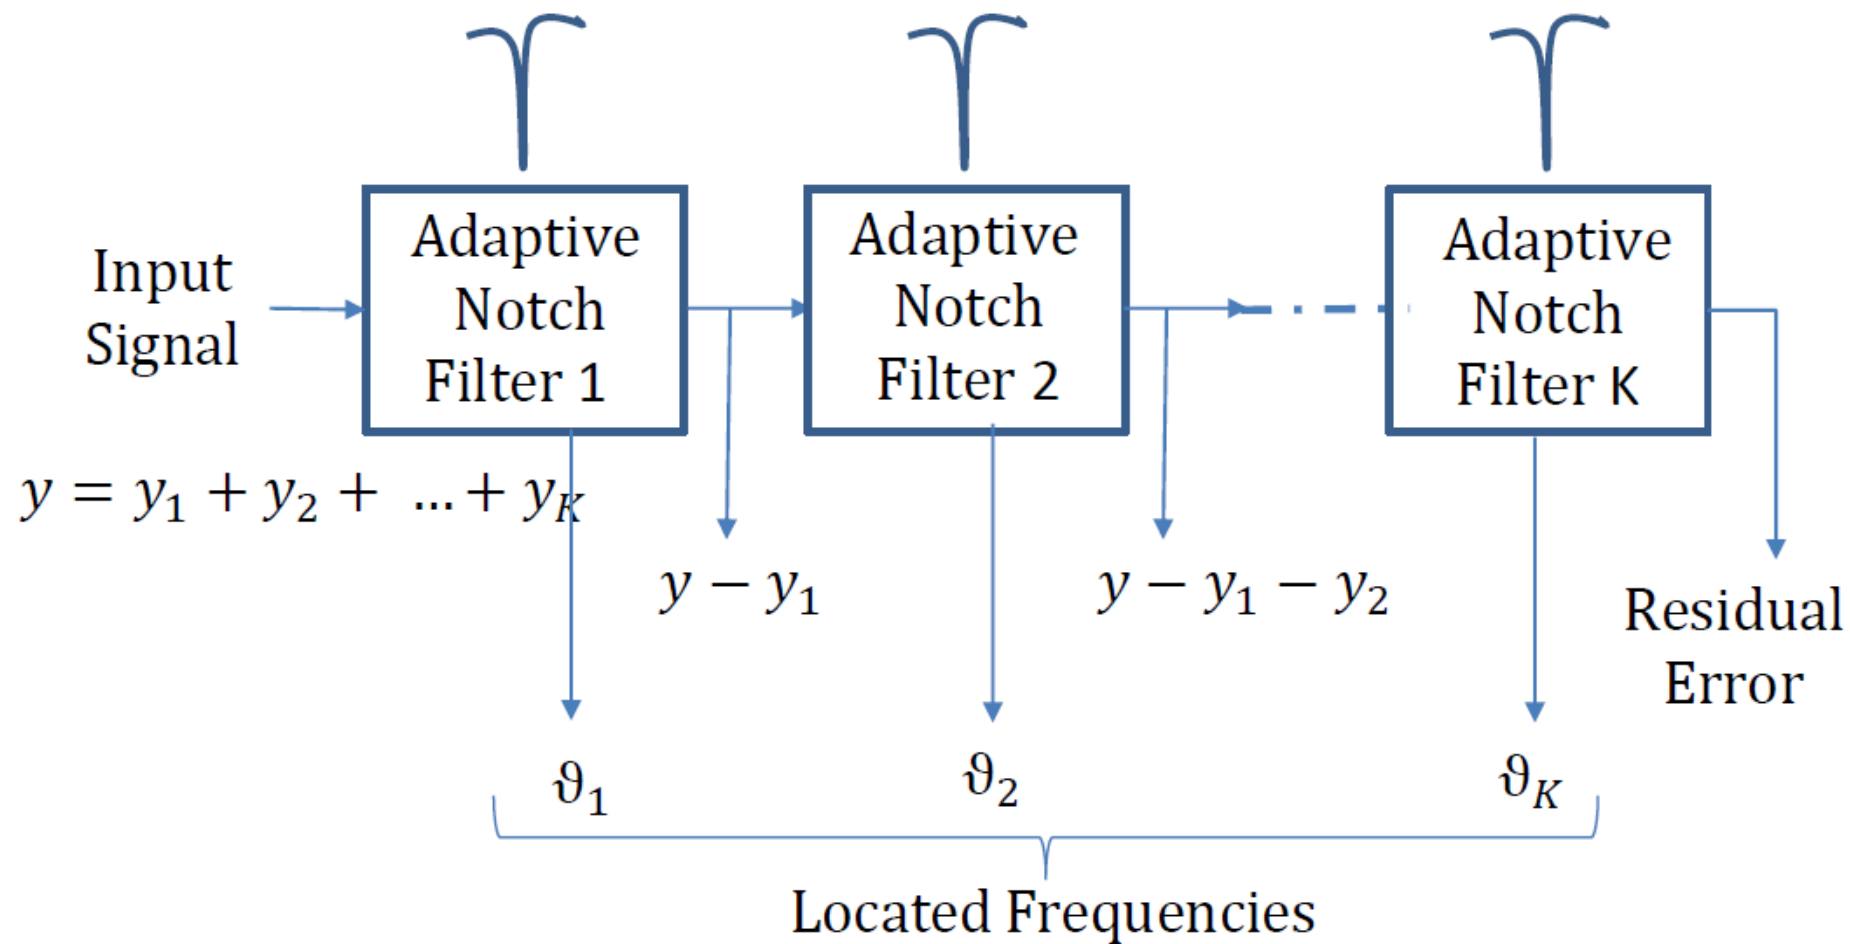 Input
Signal
Adaptive
Notch
Filter 1
Adaptive
Notch
Filter 2
Adaptive
Notch
Filter K
y = y₁ + y₂ + ... + y_K
y − y₁
y − y₁ − y₂
Residual
Error
ϑ₁
ϑ₂
ϑ_K
Located Frequencies